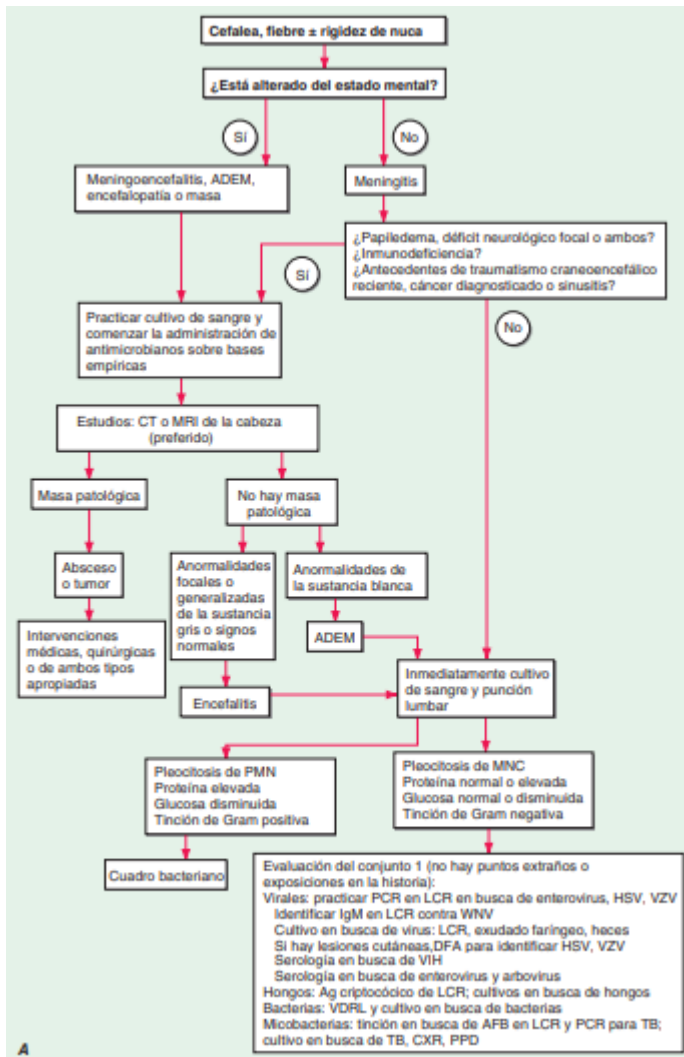 Cefalea, fiebre ± rigidez de nuca
¿Está alterado del estado mental?
Sí
No
Meningoencefalitis, ADEM,
encefalopatía o masa
Meningitis
¿Papiledema, déficit neurológico focal o ambos?
¿Inmunodeficiencia?
¿Antecedentes de traumatismo craneoencefálico
reciente, cáncer diagnosticado o sinusitis?
Sí
No
Practicar cultivo de sangre y
comenzar la administración de
antimicrobianos sobre bases
empíricas
Estudios: CT o MRI de la cabeza
(preferido)
Masa patológica
No hay masa
patológica
Absceso
o tumor
Anormalidades
focales o
generalizadas
de la sustancia
gris o signos
normales
Anormalidades de
la sustancia blanca
Intervenciones
médicas, quirúrgicas
o de ambos tipos
apropiadas
ADEM
Encefalitis
Inmediatamente cultivo
de sangre y punción
lumbar
Pleocitosis de PMN
Proteína elevada
Glucosa disminuida
Tinción de Gram positiva
Pleocitosis de MNC
Proteína normal o elevada
Glucosa normal o disminuida
Tinción de Gram negativa
Cuadro bacteriano
Evaluación del conjunto 1 (no hay puntos extraños o
exposiciones en la historia):
Virales: practicar PCR en LCR en busca de enterovirus, HSV, VZV
Identificar IgM en LCR contra WNV
Cultivo en busca de virus: LCR, exudado faríngeo, heces
Si hay lesiones cutáneas,DFA para identificar HSV, VZV
Serología en busca de VIH
Serología en busca de enterovirus y arbovirus
Hongos: Ag criptocócico de LCR; cultivos en busca de hongos
Bacterias: VDRL y cultivo en busca de bacterias
Micobacterias: tinción en busca de AFB en LCR y PCR para TB;
cultivo en busca de TB, CXR, PPD
A